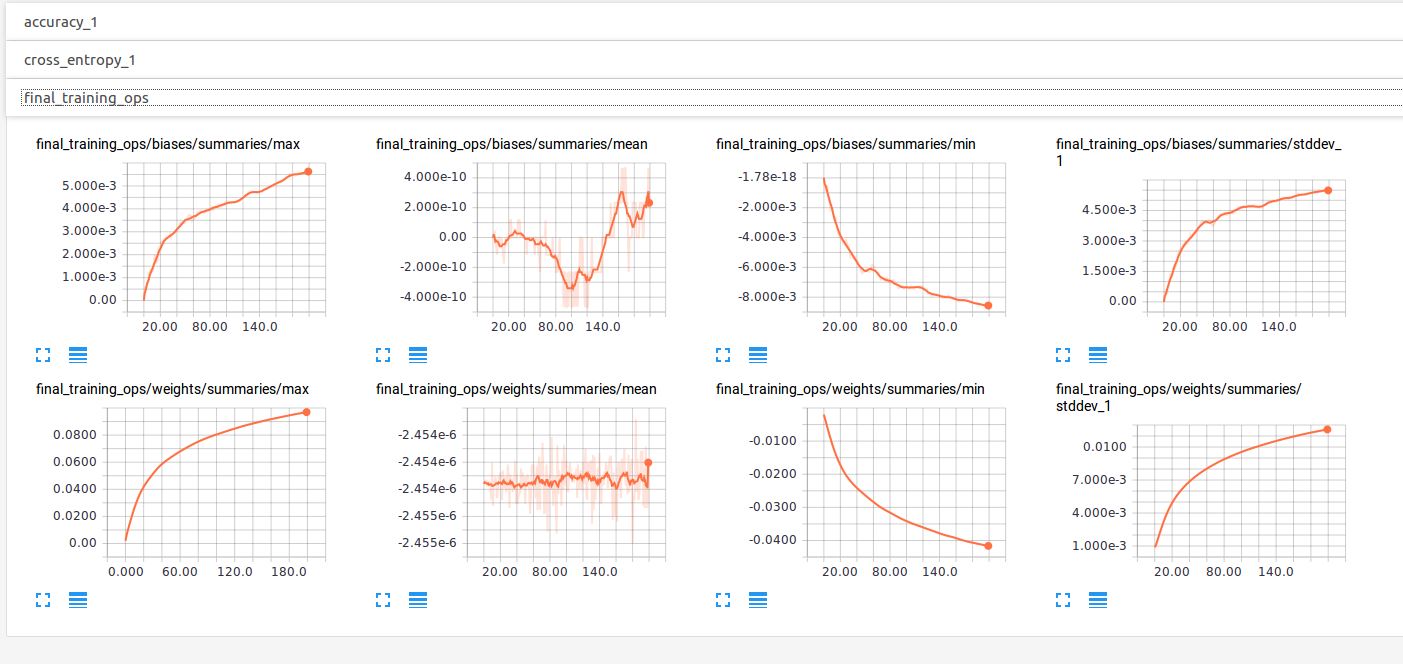 accuracy_1
cross_entropy_1
final_training_ops
final_training_ops/biases/summaries/max
5.000e-3
4.000e-3
3.000e-3
2.000e-3
1.000e-3
0.00
20.00 80.00 140.0
final_training_ops/biases/summaries/mean
4.000e-10
2.000e-10
0.00
-2.000e-10
-4.000e-10
20.00 80.00 140.0
final_training_ops/biases/summaries/min
-1.78e-18
-2.000e-3
-4.000e-3
-6.000e-3
-8.000e-3
20.00 80.00 140.0
final_training_ops/biases/summaries/stddev_
1
4.500e-3
3.000e-3
1.500e-3
0.00
20.00 80.00 140.0
final_training_ops/weights/summaries/max
0.0800
0.0600
0.0400
0.0200
0.00
0.000 60.00 120.0 180.0
final_training_ops/weights/summaries/mean
-2.454e-6
-2.454e-6
-2.454e-6
-2.455e-6
-2.455e-6
20.00 80.00 140.0
final_training_ops/weights/summaries/min
-0.0100
-0.0200
-0.0300
-0.0400
20.00 80.00 140.0
final_training_ops/weights/summaries/
stddev_1
0.0100
7.000e-3
4.000e-3
1.000e-3
20.00 80.00 140.0